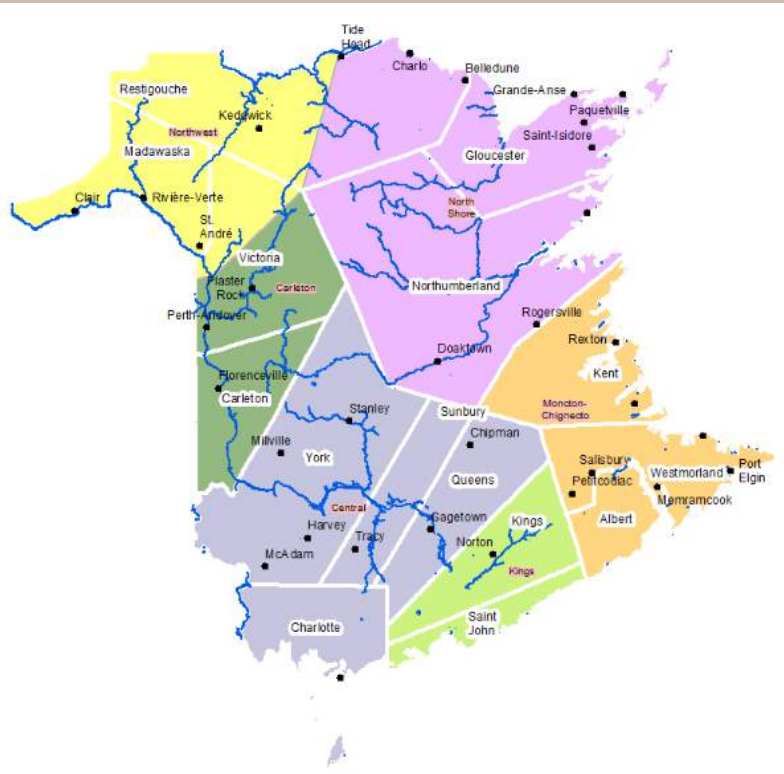 Tide
Head
Charlo
Belledune
Restigouche
Grande-Anse
Paquetville
Kedgwick
Northwest
Saint-Isidore
Madawaska
Gloucester
Clair
Rivière-Verte
North
Shore
St.
André
Victoria
Plaster
Rock
Carleton
Northumberland
Perth-Andover
Rogersville
Rexton
Doaktown
Kent
Florenceville
Carleton
Moncton-
Chignecto
Stanley
Sunbury
Chipman
Millville
York
Salisbury
Port
Elgin
Queens
Petitcodiac
Westmorland
Memramcook
Central
Gagetown
Kings
Albert
Harvey
Tracy
Norton
McAdam
Kings
Saint
John
Charlotte